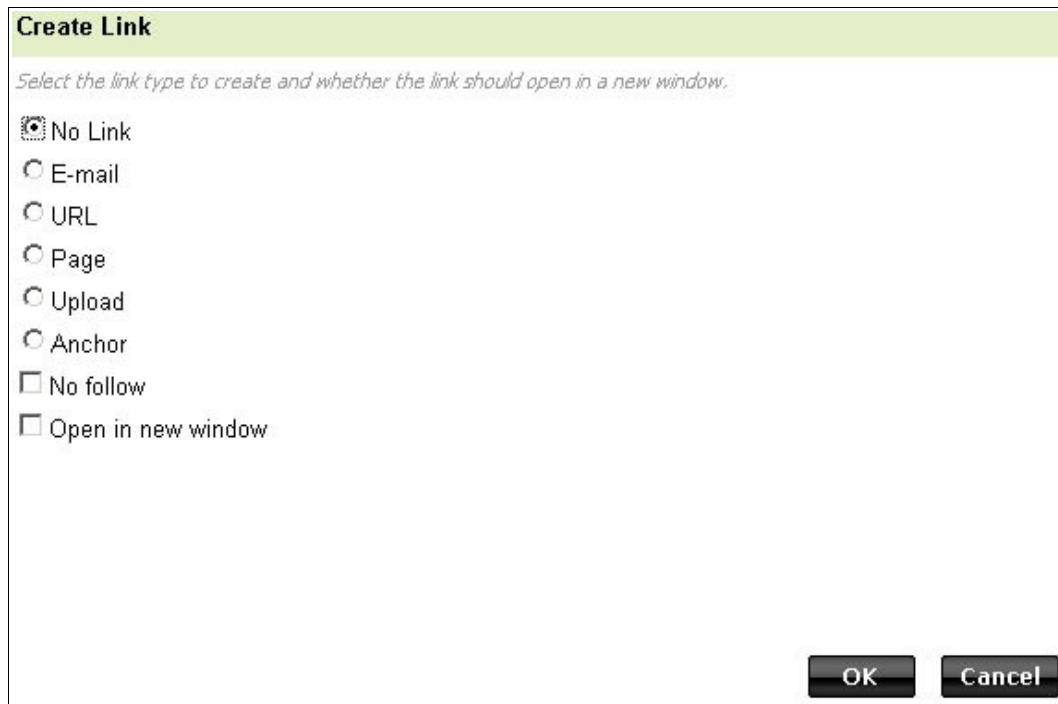 Create Link
Select the link type to create and whether the link should open in a new window.
No Link
E-mail
URL
Page
Upload
Anchor
No follow
Open in new window
OK Cancel